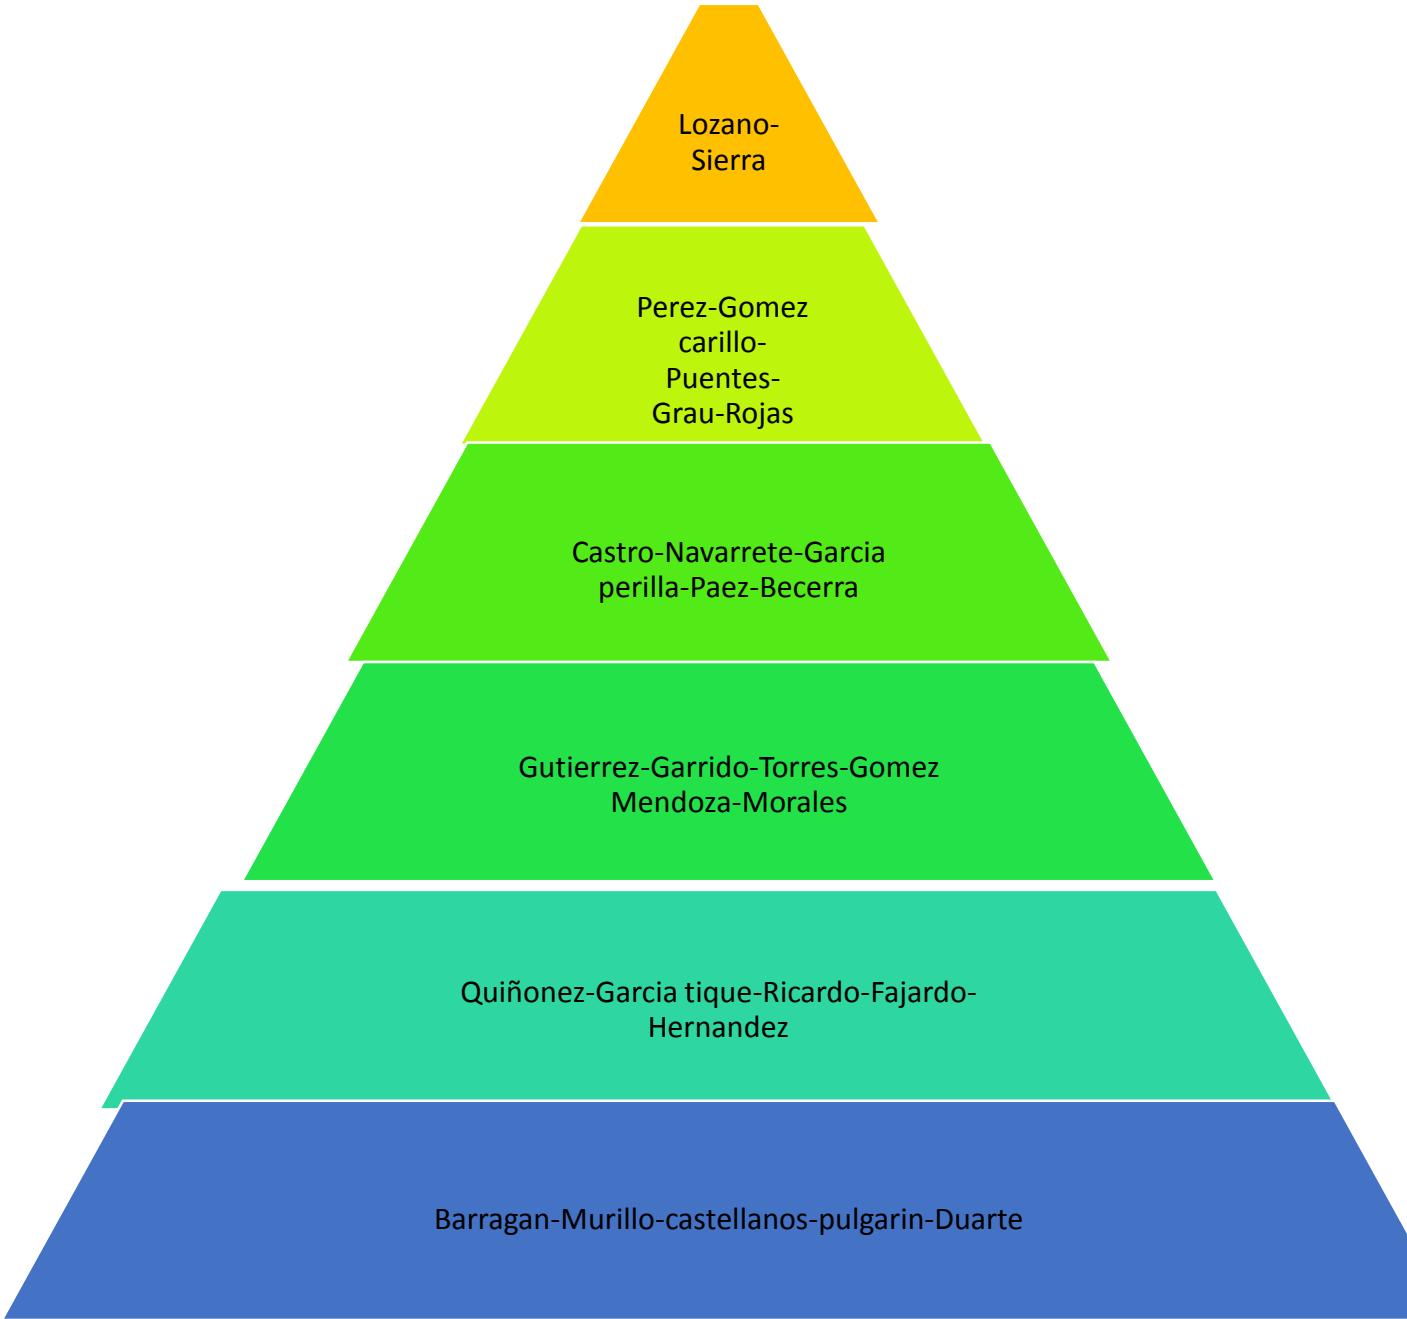 Lozano-
Sierra
Perez-Gomez
carillo-
Puentes-
Grau-Rojas
Castro-Navarrete-Garcia
perilla-Paez-Becerra
Gutierrez-Garrido-Torres-Gomez
Mendoza-Morales
Quiñonez-Garcia tique-Ricardo-Fajardo-
Hernandez
Barragan-Murillo-castellanos-pulgarin-Duarte